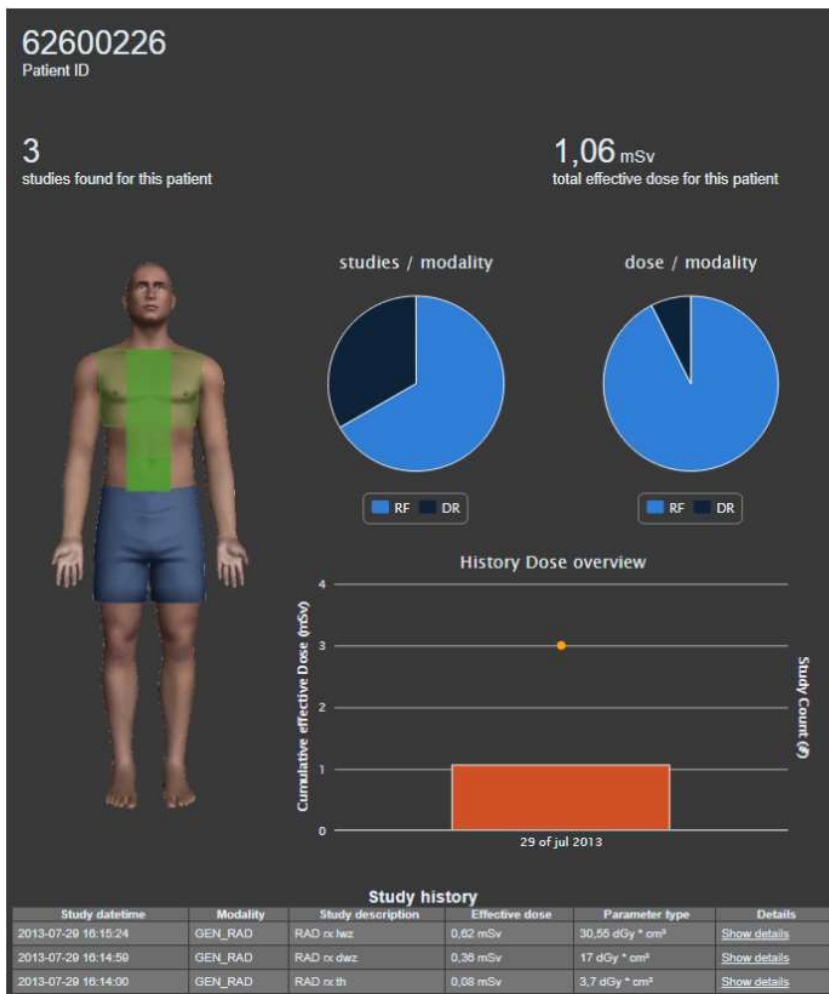 62600226
Patient ID
3
studies found for this patient
1,06 mSv
total effective dose for this patient
studies / modality
dose / modality
RF DR
RF DR
History Dose overview
Cumulative effective Dose (mSv)
4
3
2
1
0
Study Count (#)
29 of jul 2013
Study history
Study datetime Modality Study description Effective dose Parameter type Details
2013-07-29 16:15:24 GEN_RAD RAD rx lwz 0,62 mSv 30,55 dGy * cm² Show details
2013-07-29 16:14:59 GEN_RAD RAD rx dwz 0,36 mSv 17 dGy * cm² Show details
2013-07-29 16:14:00 GEN_RAD RAD rx th 0,08 mSv 3,7 dGy * cm² Show details